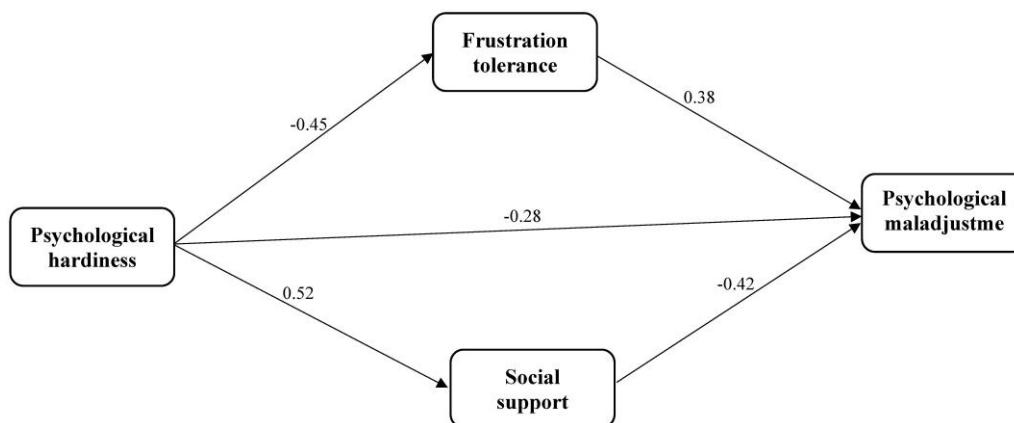 Frustration
tolerance
0.38
-0.45
Psychological
hardiness
-0.28
Psychological
maladjustme
0.52
-0.42
Social
support